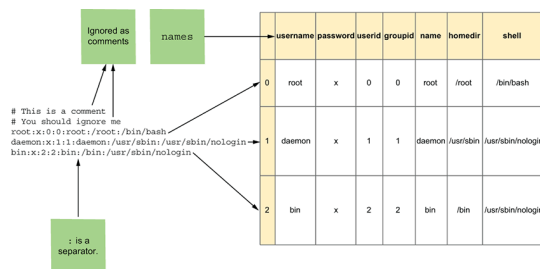 Ignored as
comments
names
username password userid groupid name homedir shell
0 root x 0 0 root /root /bin/bash
# This is a comment
# You should ignore me
root:x:0:0:root:/root:/bin/bash
daemon:x:1:1:daemon:/usr/sbin:/usr/sbin/nologin
bin:x:2:2:bin:/bin:/usr/sbin/nologin
1 daemon x 1 1 daemon /usr/sbin /usr/sbin/nologin
2 bin x 2 2 bin /bin /usr/sbin/nologin
: is a
separator.